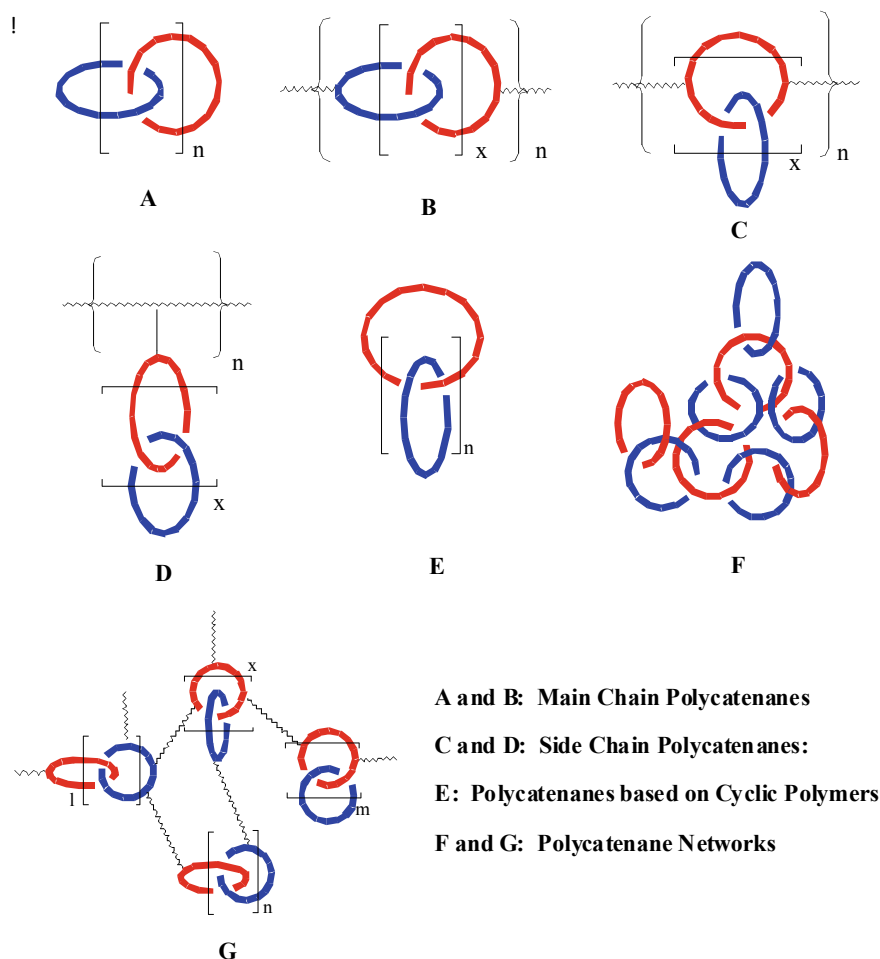 !
n
A
x
n
B
x
n
C
n
x
D
n
E
F
x
l
m
n
G
A and B: Main Chain Polycatenanes
C and D: Side Chain Polycatenanes:
E: Polycatenanes based on Cyclic Polymers
F and G: Polycatenane Networks